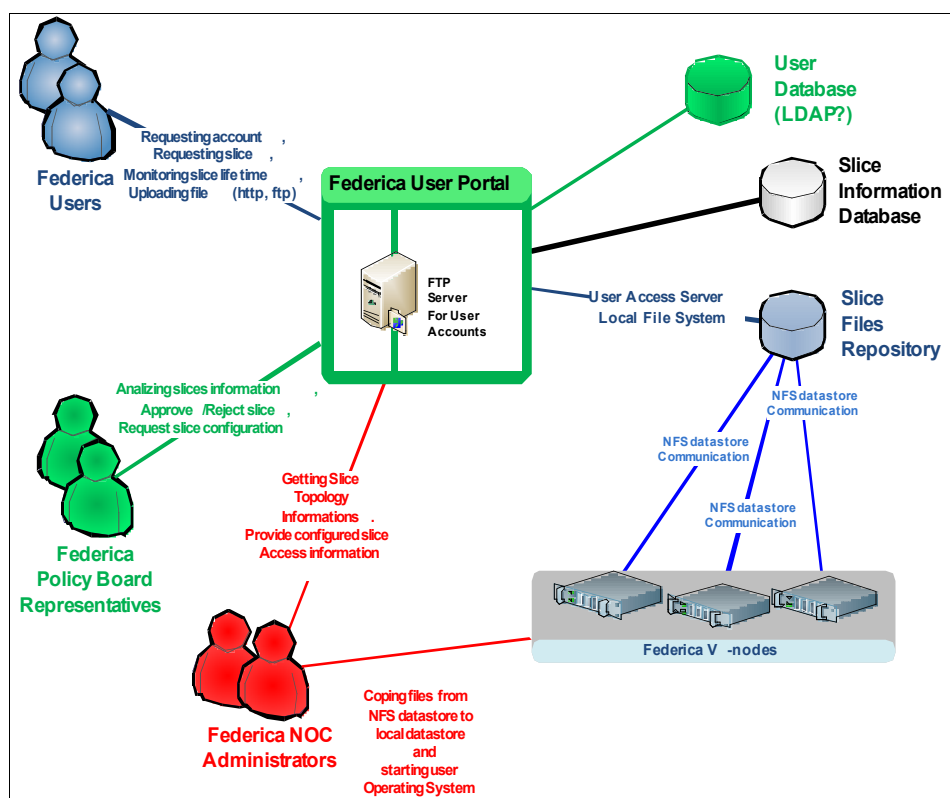 Requesting account ,
Requesting slice ,
Monitoring slice life time ,
Uploading file (http, ftp)
Federica
Users
User
Database
(LDAP?)
Federica User Portal
FTP
Server
For User
Accounts
Slice
Information
Database
User Access Server
Local File System
Slice
Files
Repository
Analizing slices information ,
Approve /Reject slice ,
Request slice configuration
Federica
Policy Board
Representatives
NFS datastore
Communication
NFS datastore
Communication
NFS datastore
Communication
Getting Slice
Topology
Informations .
Provide configured slice
Access information
Federica V -nodes
Federica NOC
Administrators
Coping files from
NFS datastore to
local datastore
and
starting user
Operating System